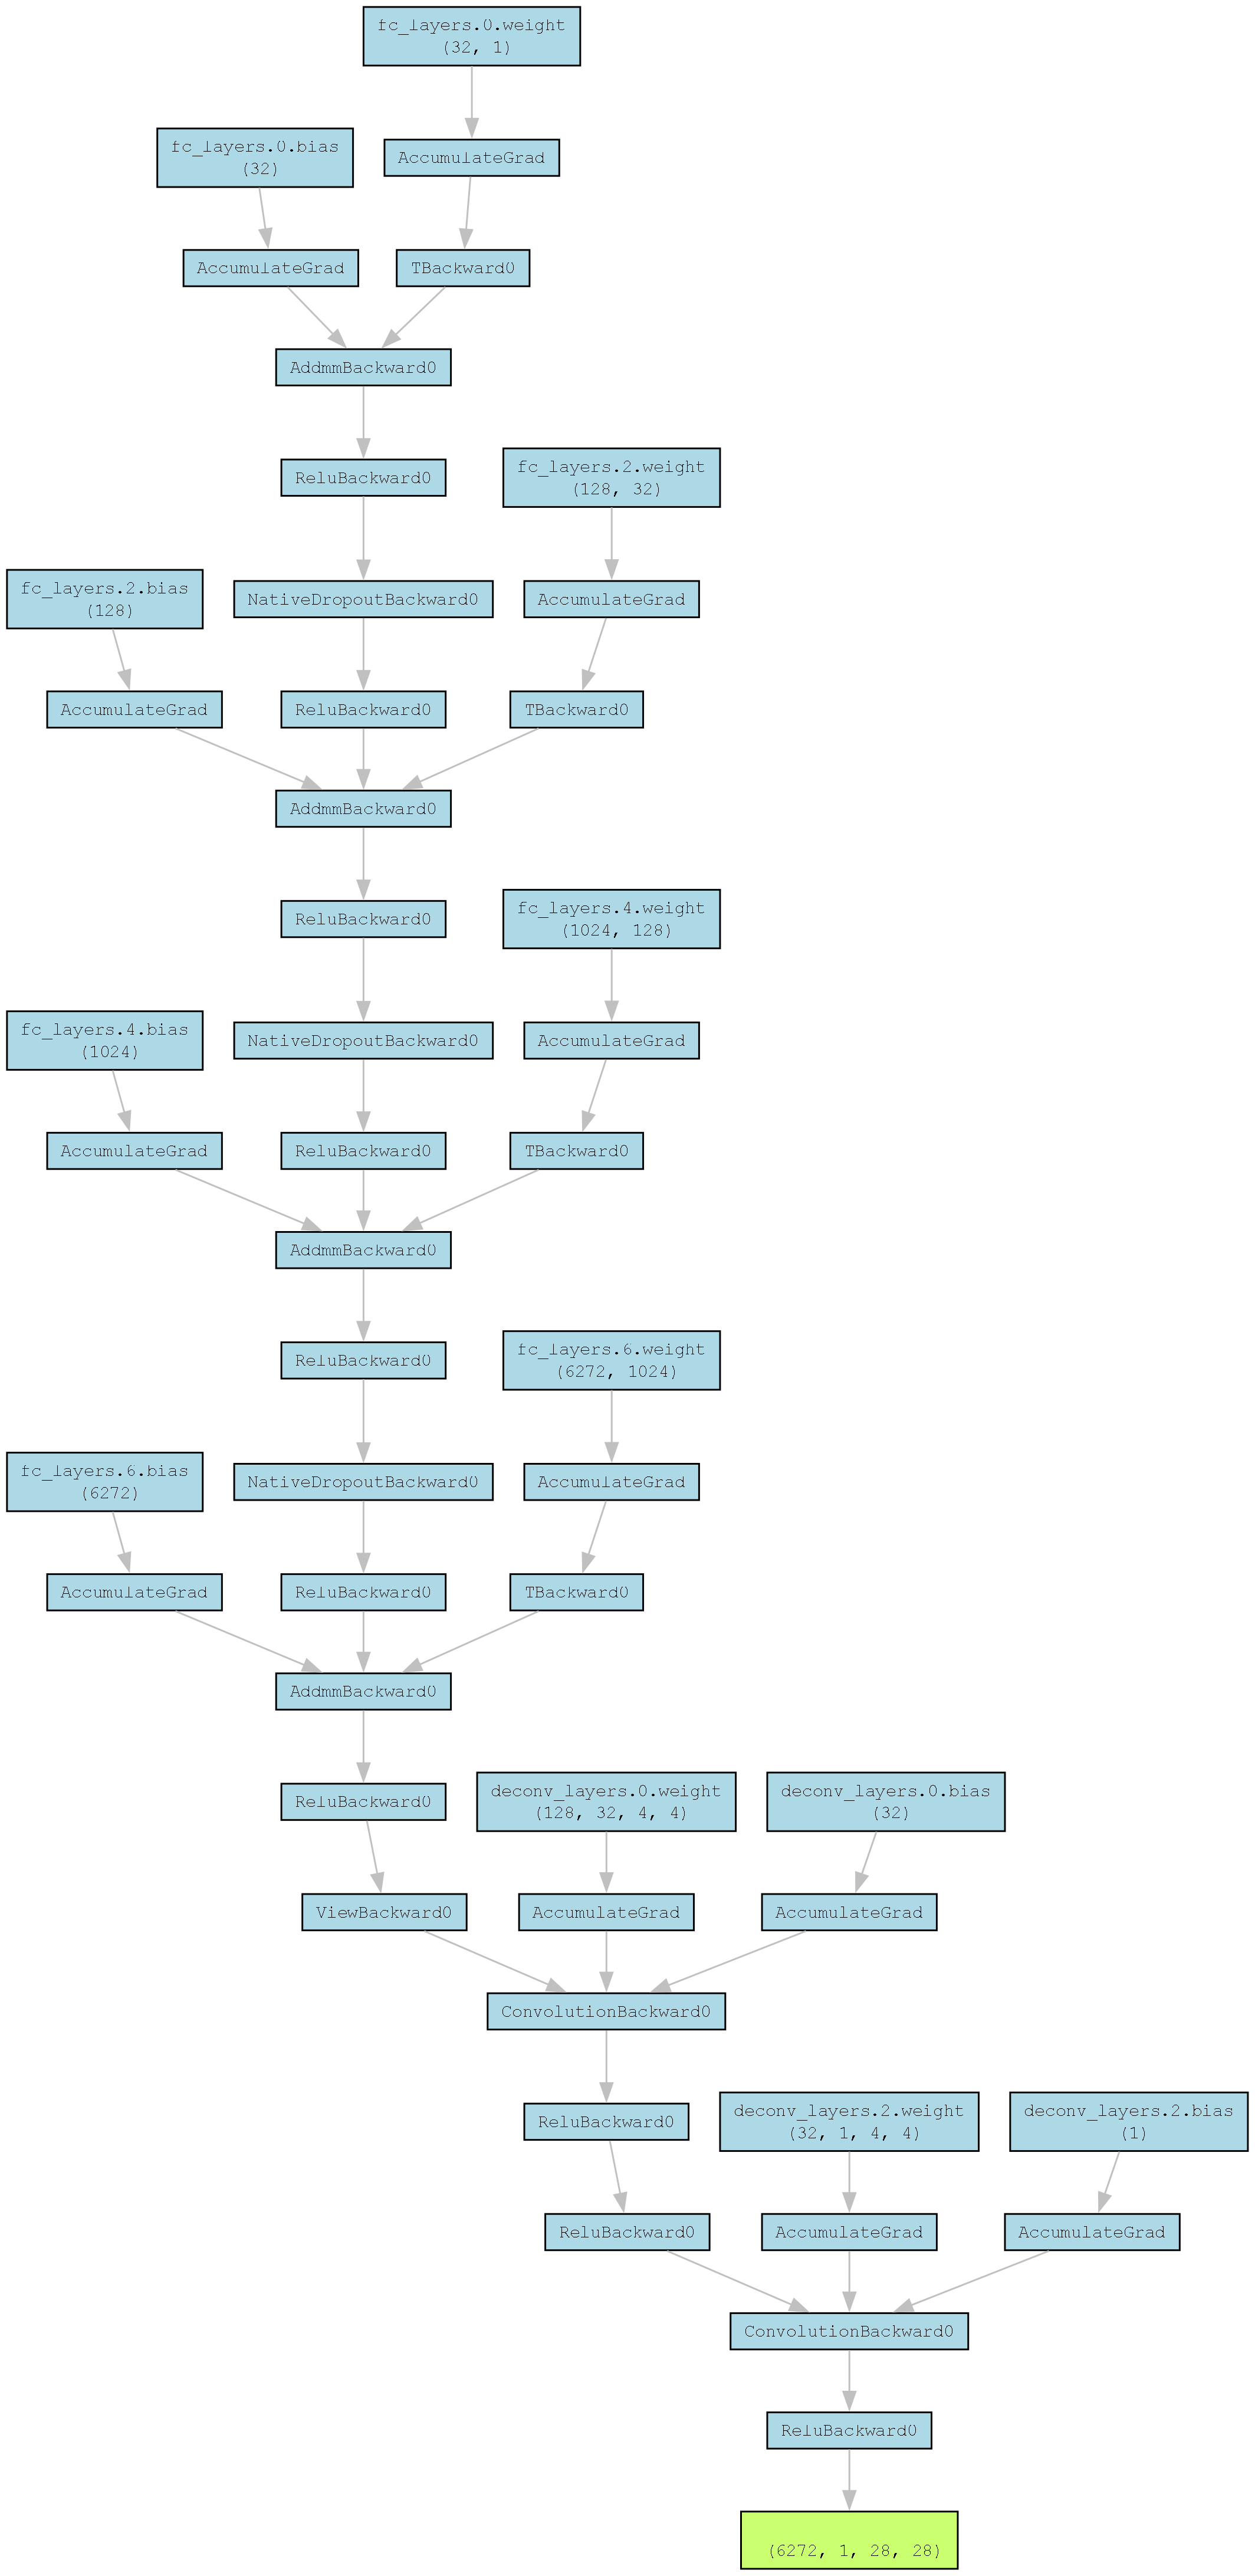 fc_layers.0.weight
(32, 1)
fc_layers.0.bias
(32)
AccumulateGrad
AccumulateGrad
TBackward0
AddmmBackward0
ReluBackward0
fc_layers.2.weight
(128, 32)
fc_layers.2.bias
(128)
NativeDropoutBackward0
AccumulateGrad
AccumulateGrad
ReluBackward0
TBackward0
AddmmBackward0
ReluBackward0
fc_layers.4.weight
(1024, 128)
fc_layers.4.bias
(1024)
NativeDropoutBackward0
AccumulateGrad
AccumulateGrad
ReluBackward0
TBackward0
AddmmBackward0
ReluBackward0
fc_layers.6.weight
(6272, 1024)
fc_layers.6.bias
(6272)
NativeDropoutBackward0
AccumulateGrad
AccumulateGrad
ReluBackward0
TBackward0
AddmmBackward0
ReluBackward0
deconv_layers.0.weight
(128, 32, 4, 4)
deconv_layers.0.bias
(32)
ViewBackward0
AccumulateGrad
AccumulateGrad
ConvolutionBackward0
ReluBackward0
deconv_layers.2.weight
(32, 1, 4, 4)
deconv_layers.2.bias
(1)
ReluBackward0
AccumulateGrad
AccumulateGrad
ConvolutionBackward0
ReluBackward0
(6272, 1, 28, 28)